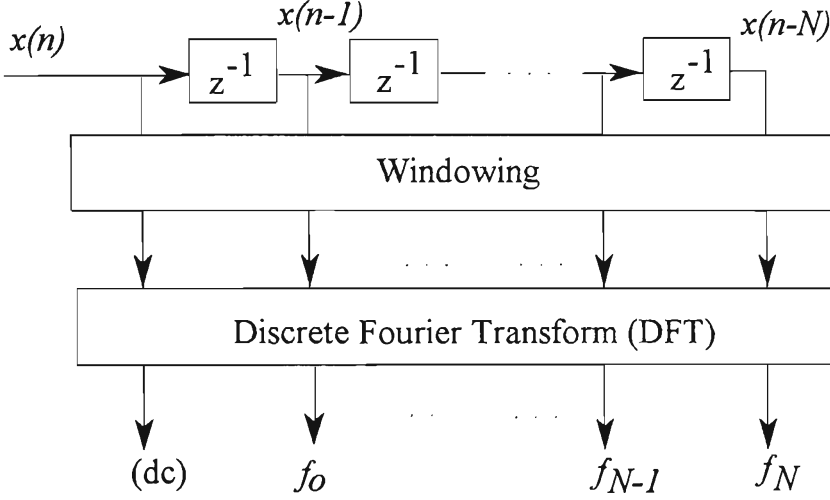 x(n) x(n-1) x(n-N)
z⁻¹ z⁻¹ . . . . z⁻¹
Windowing
. . . . . .
Discrete Fourier Transform (DFT)
. . . . . .
(dc) fo fN-1 fN